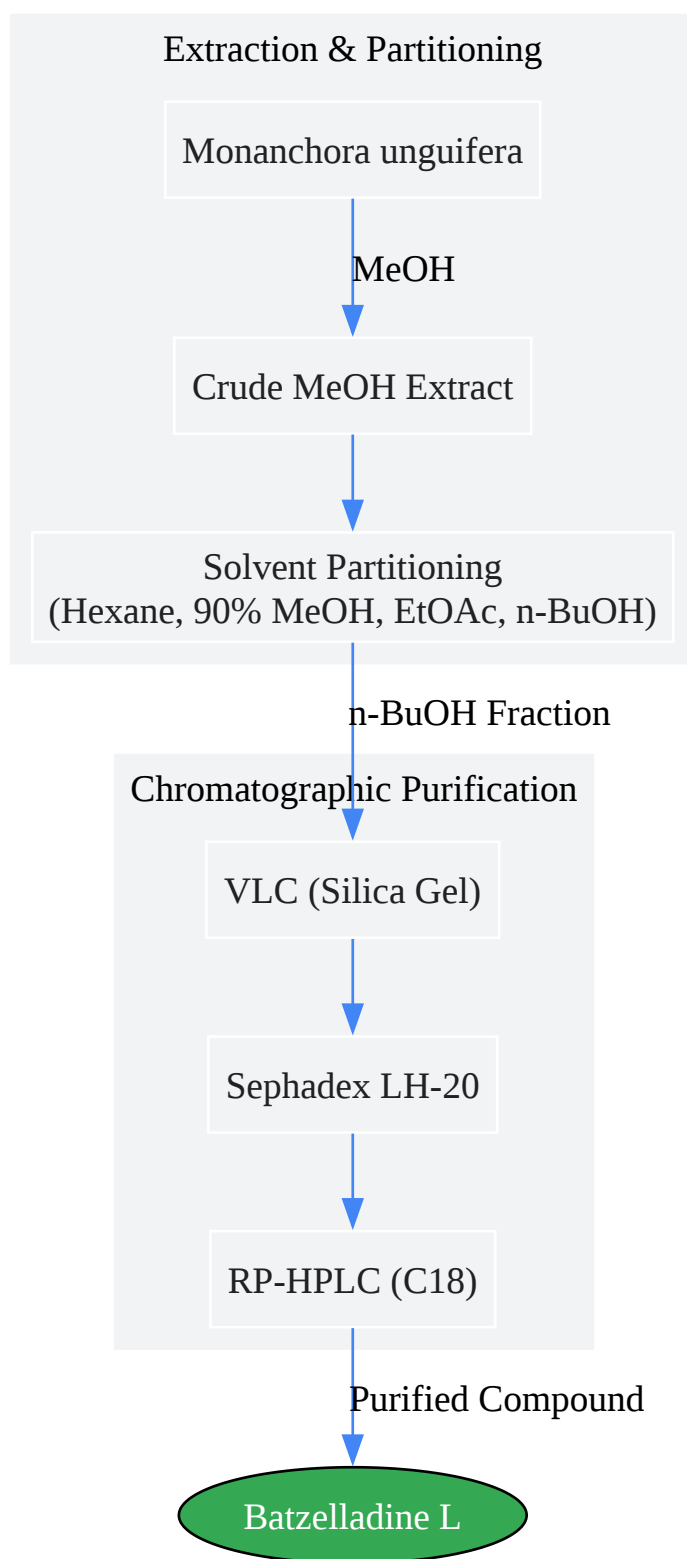 Extraction & Partitioning
Monanchora unguifera
MeOH
Crude MeOH Extract
Solvent Partitioning
(Hexane, 90% MeOH, EtOAc, n-BuOH)
n-BuOH Fraction
Chromatographic Purification
VLC (Silica Gel)
Sephadex LH-20
RP-HPLC (C18)
Purified Compound
Batzelladine L